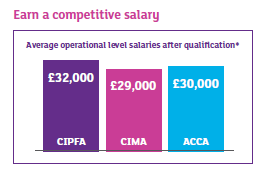 Earn a competitive salary
Average operational level salaries after qualification*
£32,000
£29,000
£30,000
CIPFA
CIMA
ACCA